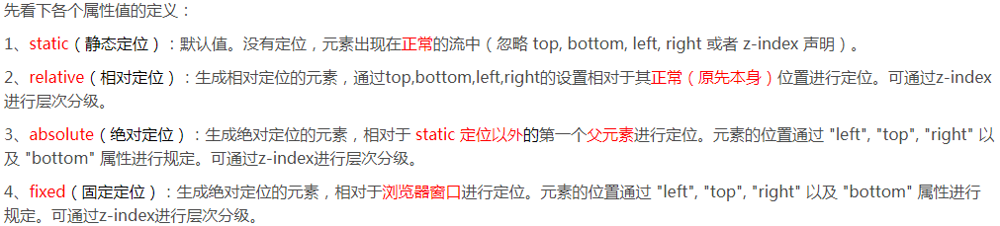 先看下各个属性值的定义：
1、static（静态定位）：默认值。没有定位，元素出现在正常的流中（忽略 top, bottom, left, right 或者 z-index 声明）。
2、relative（相对定位）：生成相对定位的元素，通过top,bottom,left,right的设置相对于其正常（原先本身）位置进行定位。可通过z-index
进行层次分级。
3、absolute（绝对定位）：生成绝对定位的元素，相对于 static 定位以外的第一个父元素进行定位。元素的位置通过 "left", "top", "right" 以
及 "bottom" 属性进行规定。可通过z-index进行层次分级。
4、fixed（固定定位）：生成绝对定位的元素，相对于浏览器窗口进行定位。元素的位置通过 "left", "top", "right" 以及 "bottom" 属性进行
规定。可通过z-index进行层次分级。